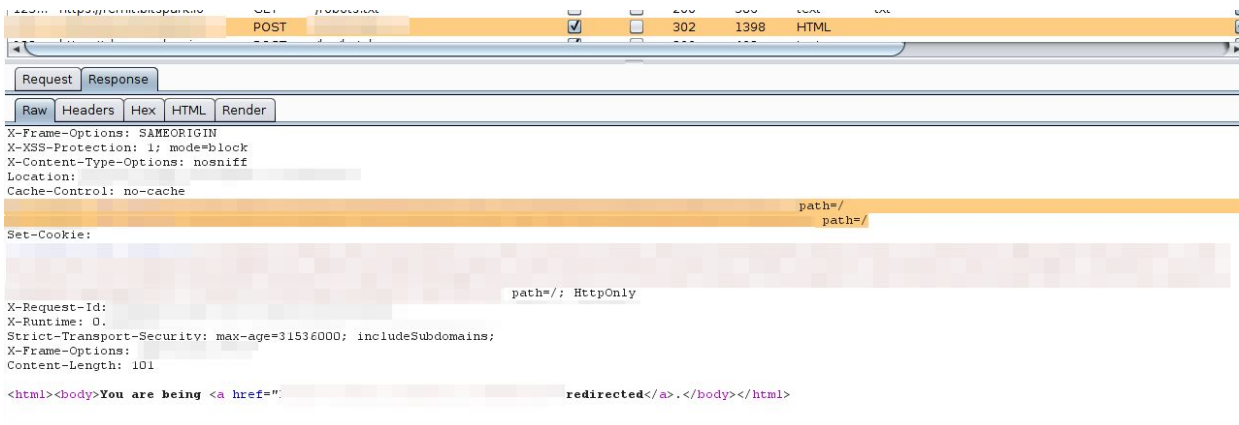 POST 302 1398 HTML
Request Response
Raw Headers Hex HTML Render
X-Frame-Options: SAMEORIGIN
X-XSS-Protection: 1; mode=block
X-Content-Type-Options: nosniff
Location:
Cache-Control: no-cache
path=/
path=/
Set-Cookie:
path=/; HttpOnly
X-Request-Id:
X-Runtime: 0.
Strict-Transport-Security: max-age=31536000; includeSubdomains;
X-Frame-Options:
Content-Length: 101
<html><body>You are being <a href=" redirected</a>.</body></html>